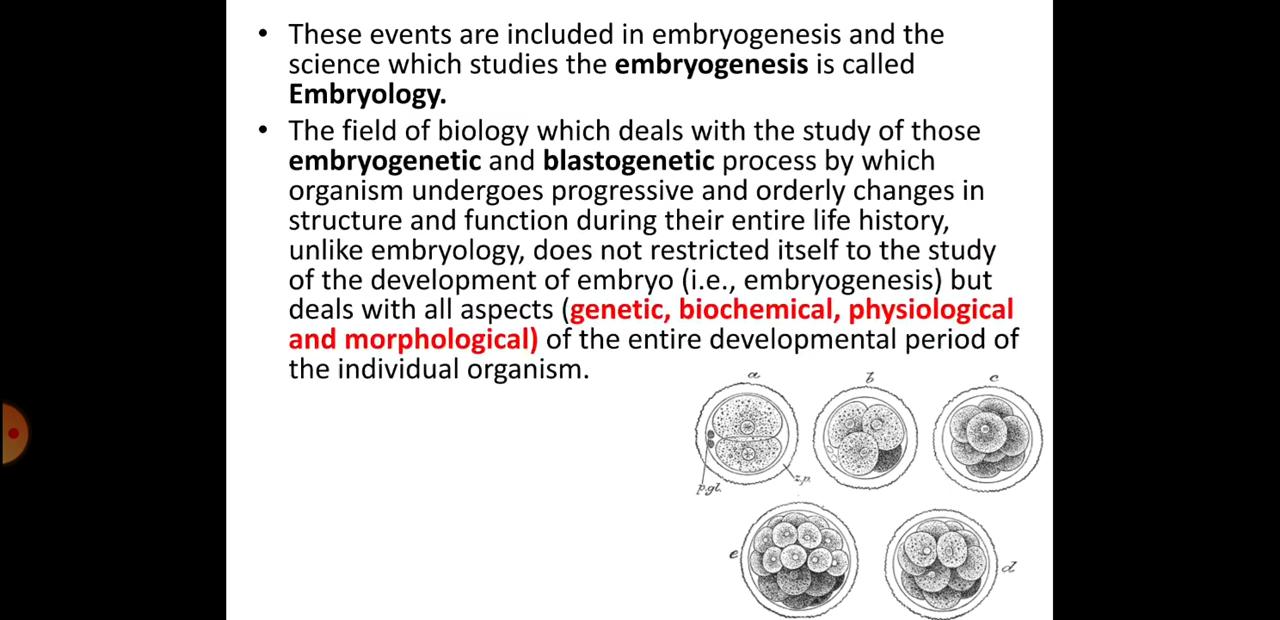 • These events are included in embryogenesis and the
science which studies the embryogenesis is called
Embryology.
• The field of biology which deals with the study of those
embryogenetic and blastogenetic process by which
organism undergoes progressive and orderly changes in
structure and function during their entire life history,
unlike embryology, does not restricted itself to the study
of the development of embryo (i.e., embryogenesis) but
deals with all aspects (genetic, biochemical, physiological
and morphological) of the entire developmental period of
the individual organism.
a
b
c
p.gl.
z.p.
e
d